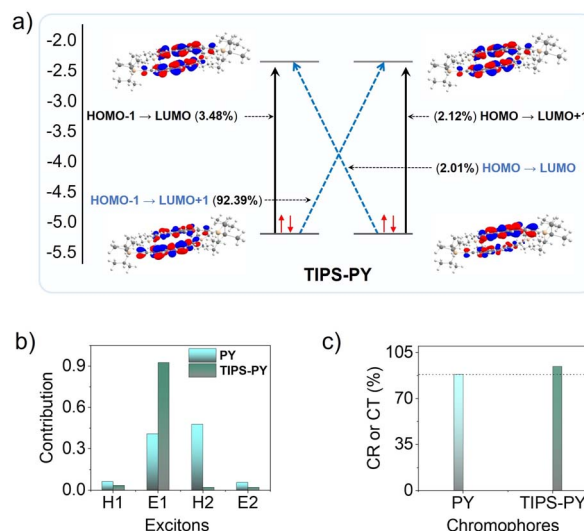 a)
-2.0
-2.5
-3.0
-3.5
-4.0
-4.5
-5.0
-5.5
HOMO-1 → LUMO (3.48%)
(2.12%) HOMO → LUMO+1
(2.01%) HOMO → LUMO
HOMO-1 → LUMO+1 (92.39%)
TIPS-PY
b)
Contribution
0.9
0.6
0.3
0.0
PY
TIPS-PY
H1 E1 H2 E2
Excitons
c)
CR or CT (%)
105
70
35
0
PY TIPS-PY
Chromophores